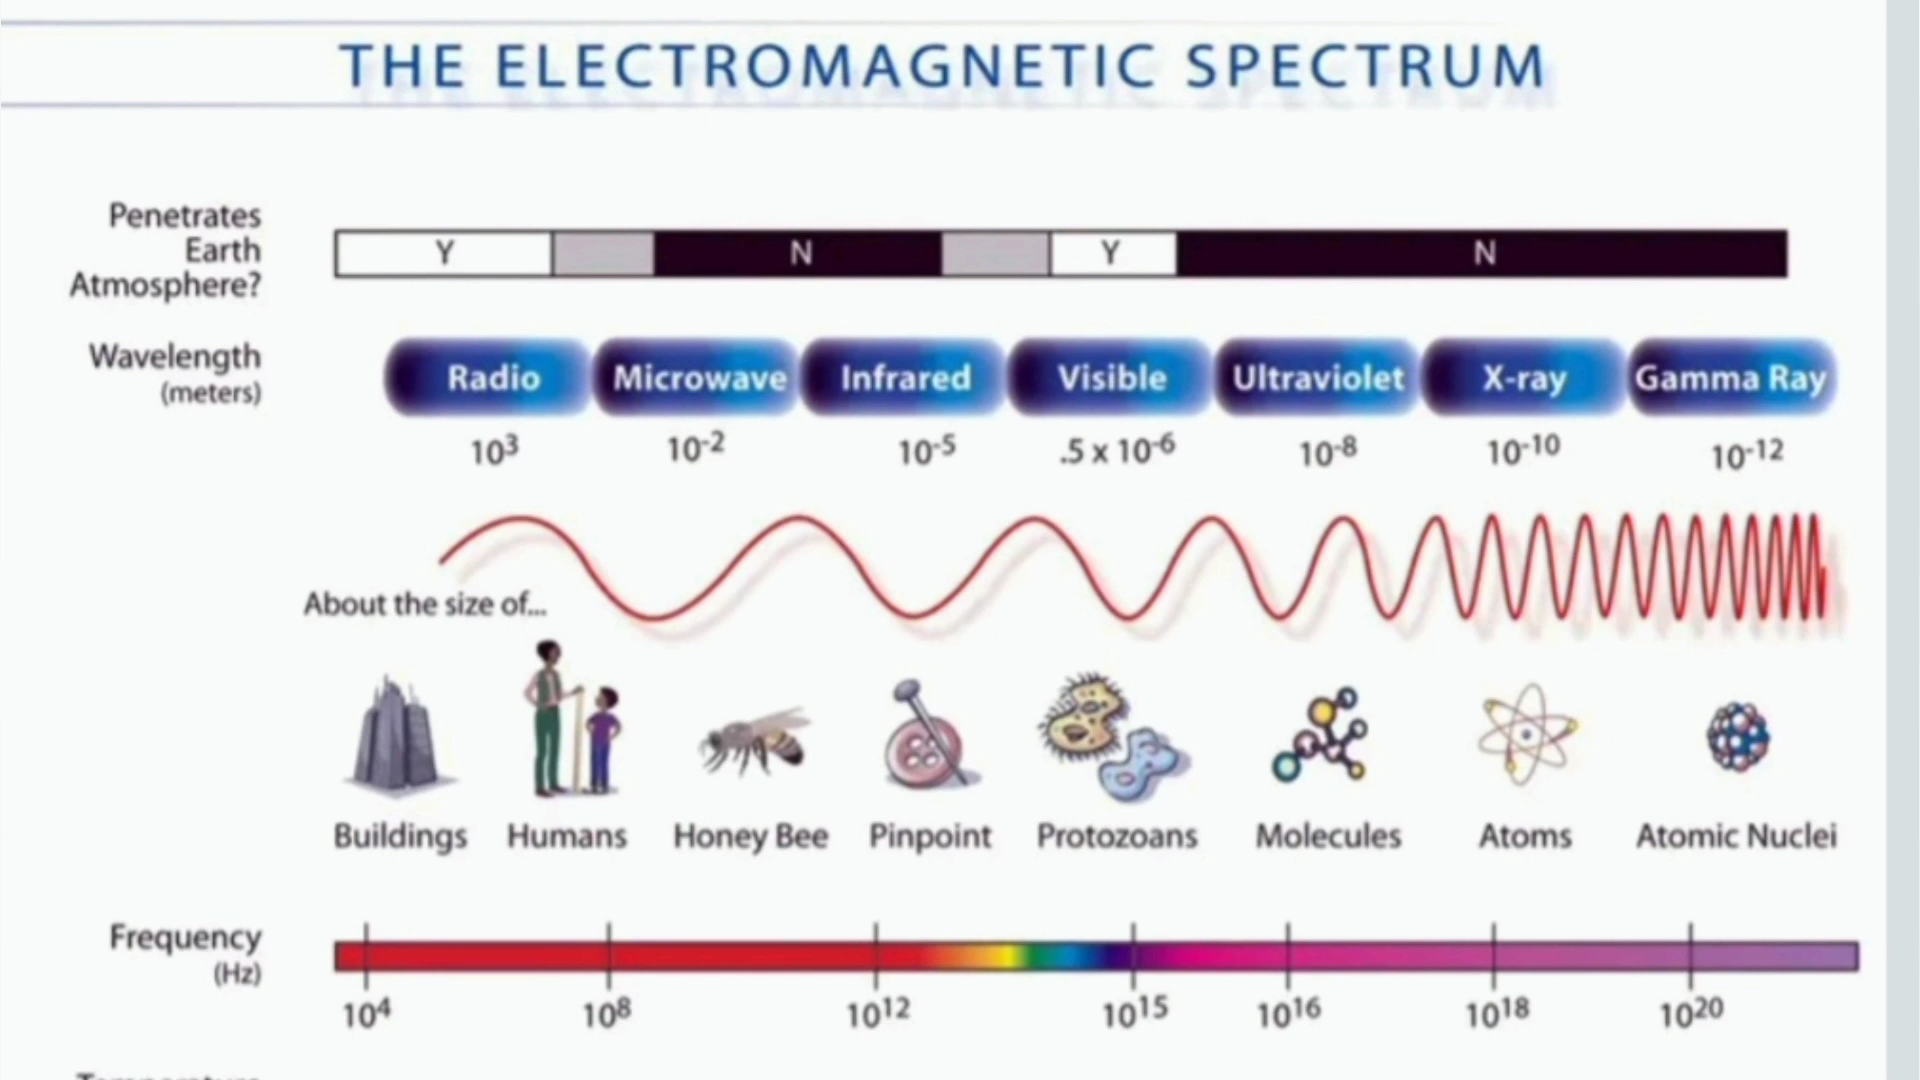 THE ELECTROMAGNETIC SPECTRUM
Penetrates
Earth
Atmosphere?
Y N Y N
Wavelength
(meters)
Radio Microwave Infrared Visible Ultraviolet X-ray Gamma Ray
10³ 10⁻² 10⁻⁵ .5 x 10⁻⁶ 10⁻⁸ 10⁻¹⁰ 10⁻¹²
About the size of...
Buildings Humans Honey Bee Pinpoint Protozoans Molecules Atoms Atomic Nuclei
Frequency
(Hz)
10⁴ 10⁸ 10¹² 10¹⁵ 10¹⁶ 10¹⁸ 10²⁰